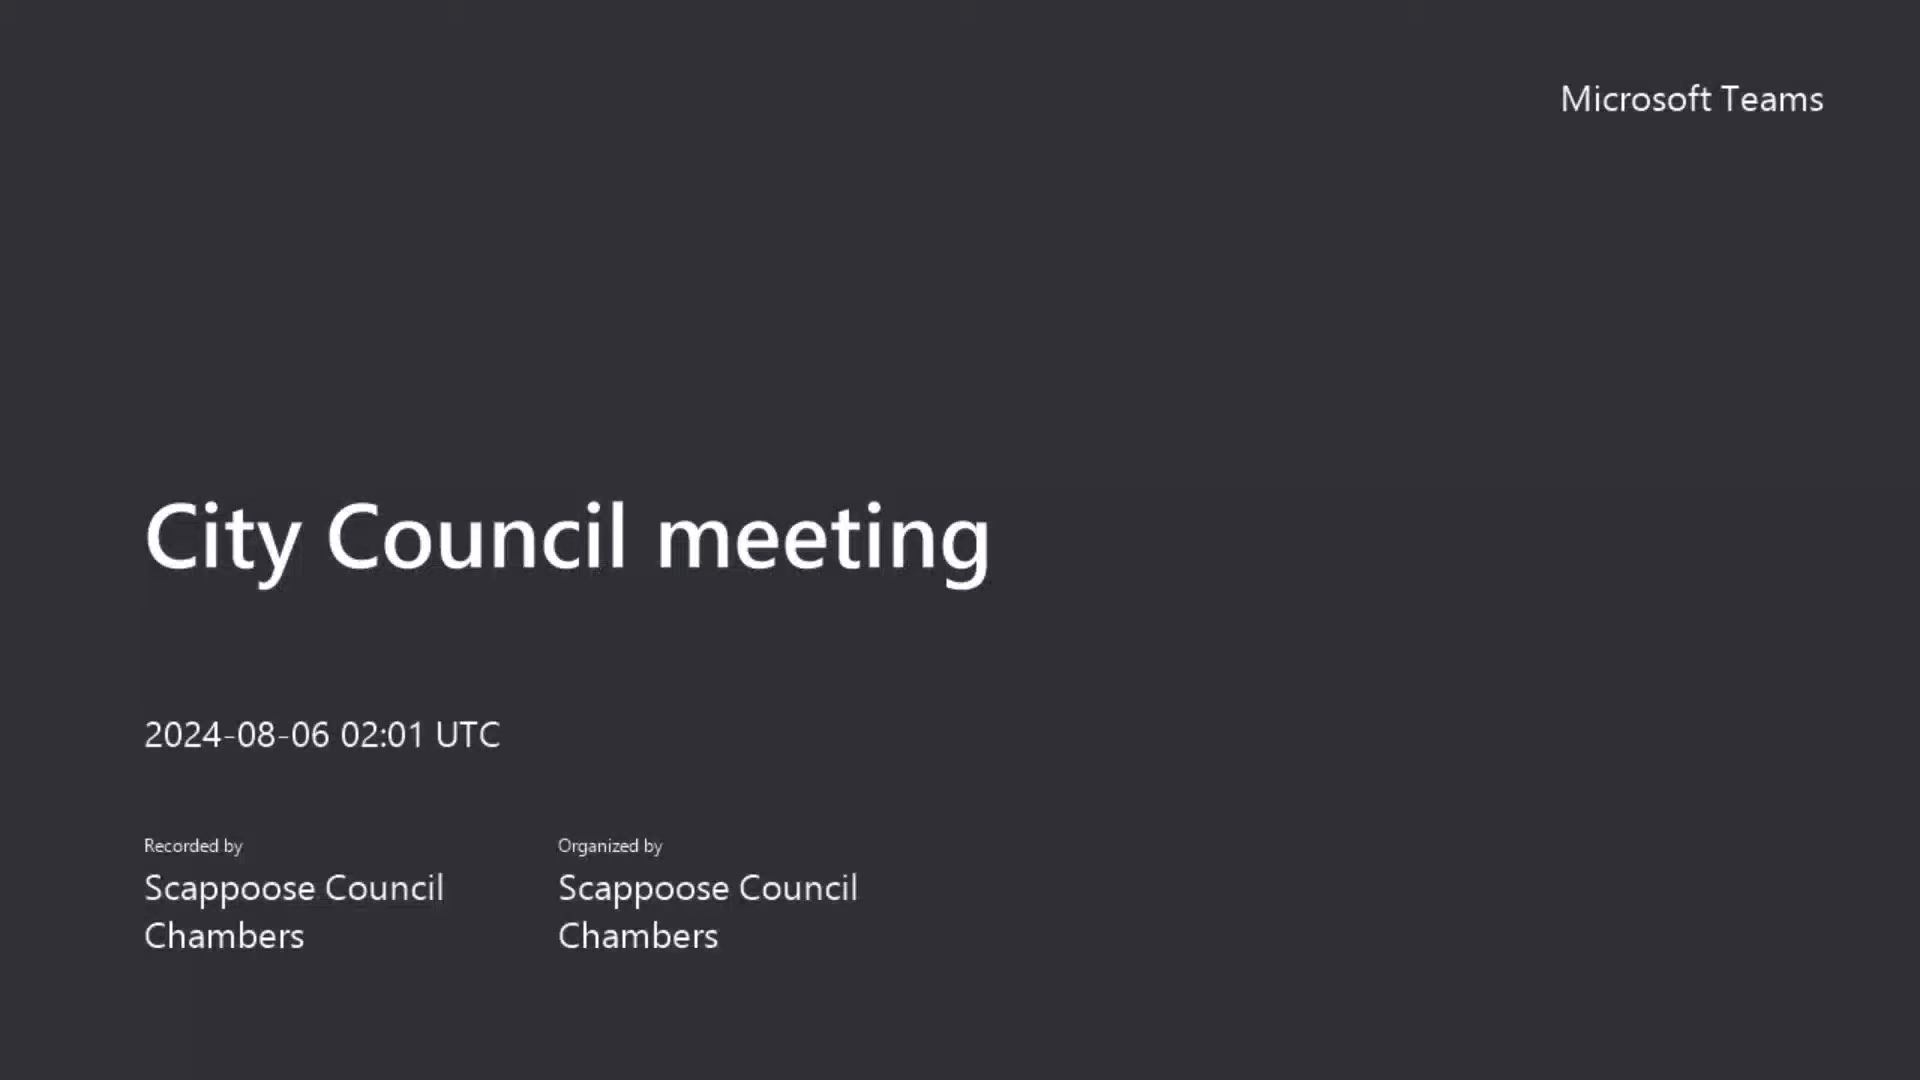 Microsoft Teams
City Council meeting
2024-08-06 02:01 UTC
Recorded by
Scappoose Council
Chambers
Organized by
Scappoose Council
Chambers